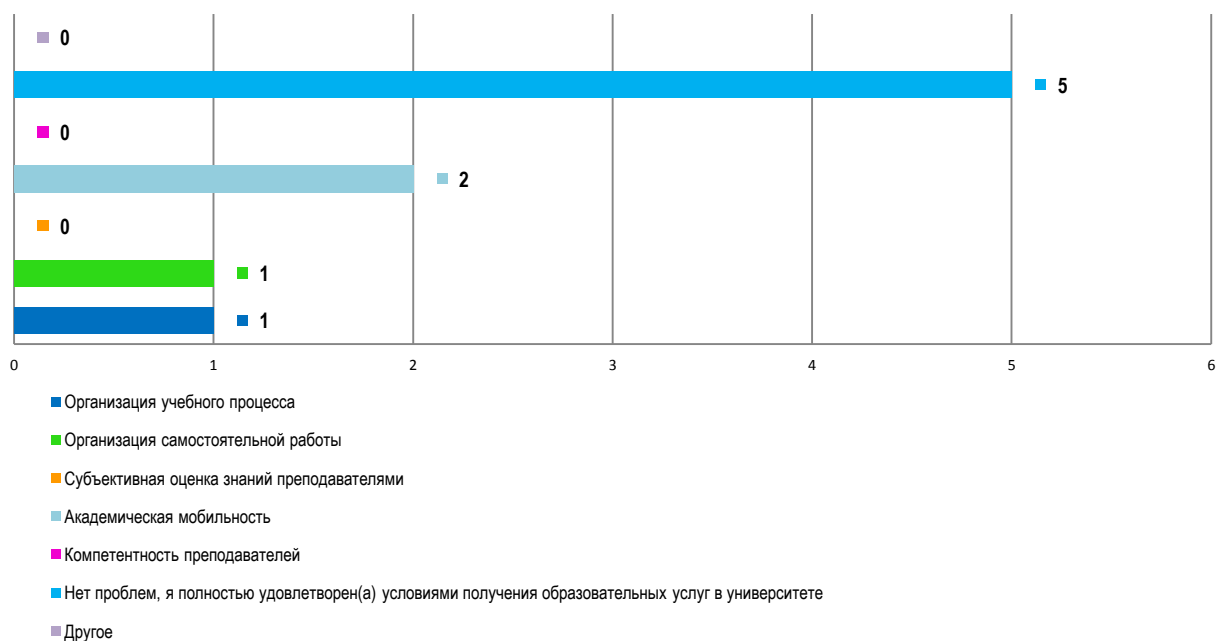 0
5
0
2
0
1
1
0 1 2 3 4 5 6
Организация учебного процесса
Организация самостоятельной работы
Субъективная оценка знаний преподавателями
Академическая мобильность
Компетентность преподавателей
Нет проблем, я полностью удовлетворен(а) условиями получения образовательных услуг в университете
Другое